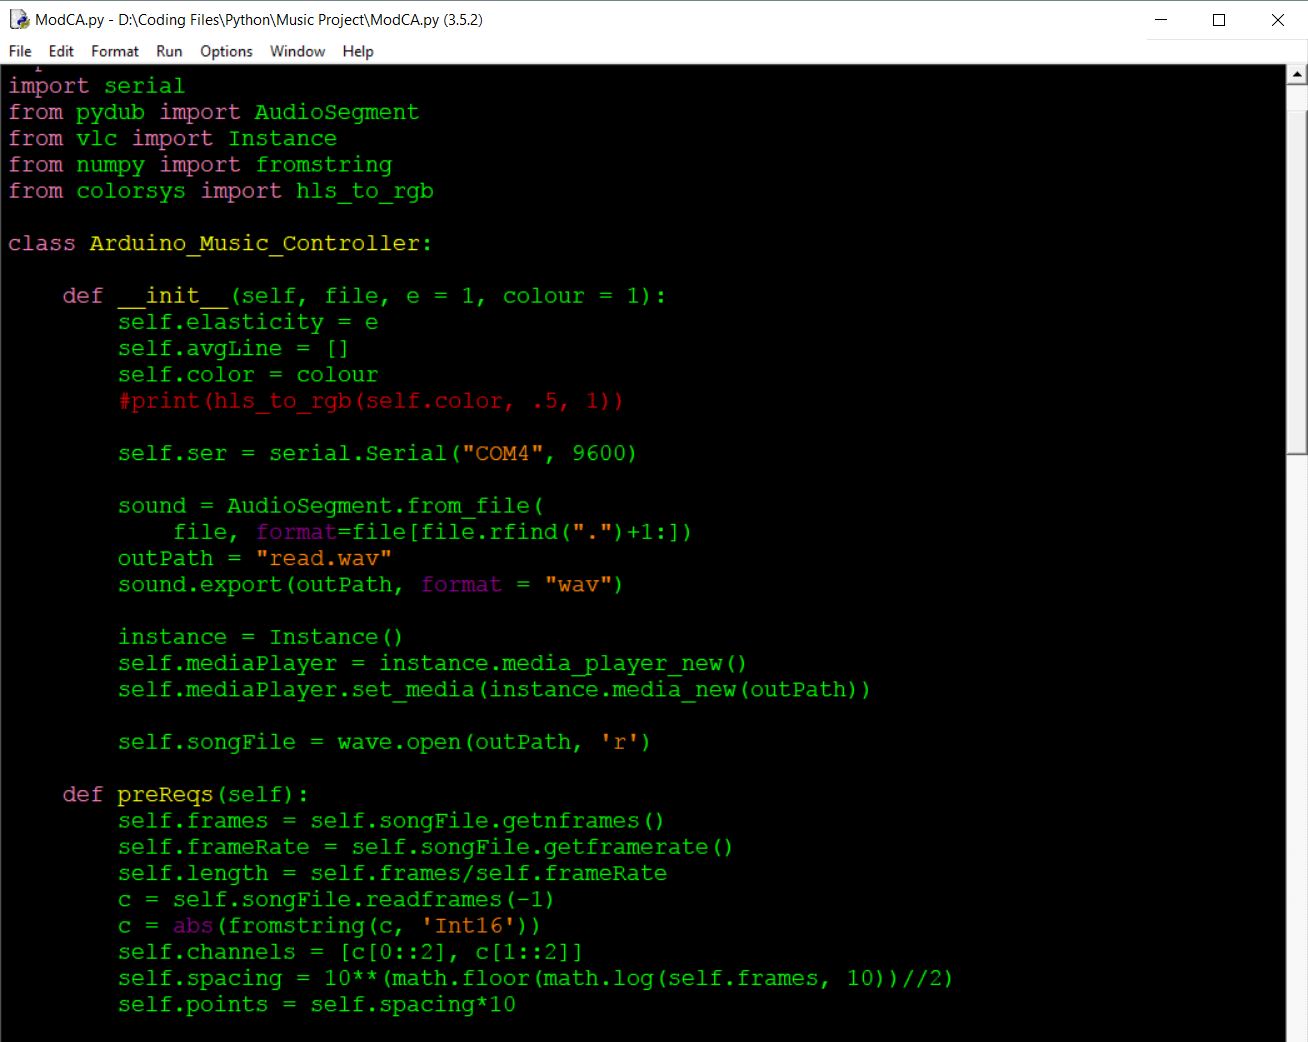 ModCA.py - D:\Coding Files\Python\Music Project\ModCA.py (3.5.2)
File Edit Format Run Options Window Help
import serial
from pydub import AudioSegment
from vlc import Instance
from numpy import fromstring
from colorsys import hls_to_rgb

class Arduino_Music_Controller:

    def __init__(self, file, e = 1, colour = 1):
        self.elasticity = e
        self.avgLine = []
        self.color = colour
        #print(hls_to_rgb(self.color, .5, 1))

        self.ser = serial.Serial("COM4", 9600)

        sound = AudioSegment.from_file(
            file, format=file[file.rfind(".")+1:])
        outPath = "read.wav"
        sound.export(outPath, format = "wav")

        instance = Instance()
        self.mediaPlayer = instance.media_player_new()
        self.mediaPlayer.set_media(instance.media_new(outPath))

        self.songFile = wave.open(outPath, 'r')

    def preReqs(self):
        self.frames = self.songFile.getnframes()
        self.frameRate = self.songFile.getframerate()
        self.length = self.frames/self.frameRate
        c = self.songFile.readframes(-1)
        c = abs(fromstring(c, 'Int16'))
        self.channels = [c[0::2], c[1::2]]
        self.spacing = 10**(math.floor(math.log(self.frames, 10))//2)
        self.points = self.spacing*10